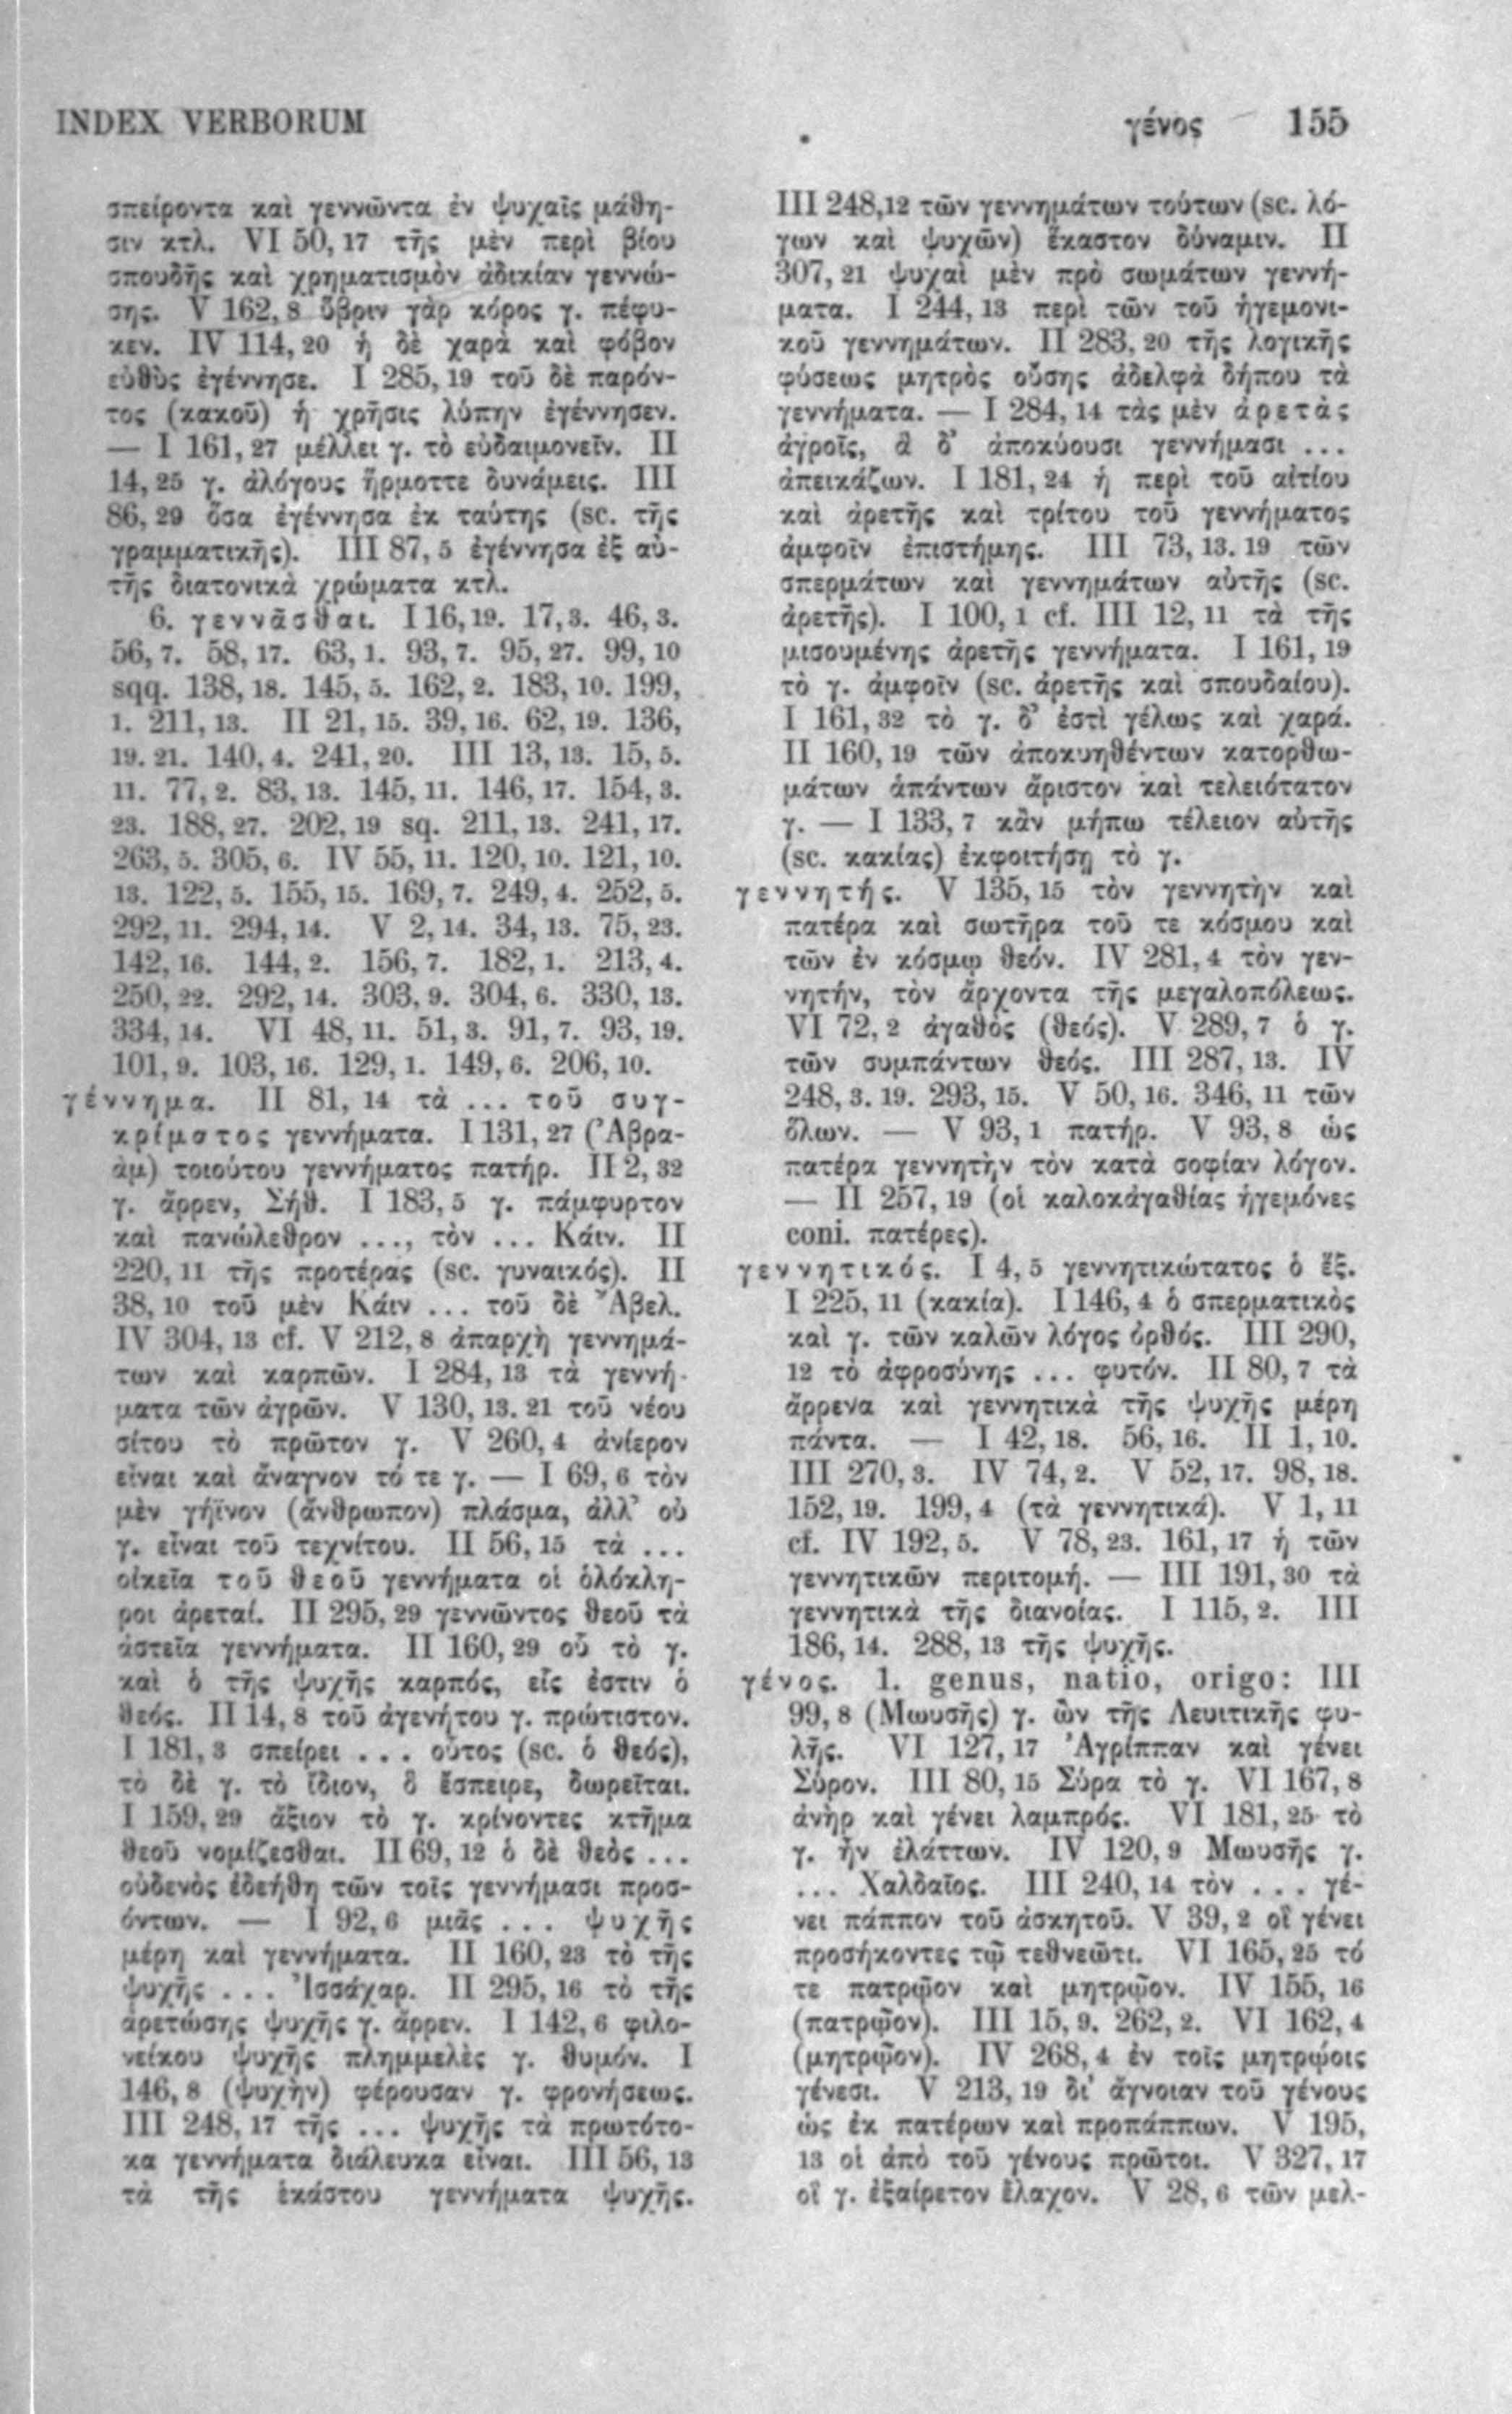 INDEX VERBORUM
γένος 155
σπείροντα καὶ γεννῶντα ἐν ψυχαῖς μάθη-
σιν κτλ. VI 50, 17 τῆς μὲν περὶ βίου
σπουδῆς καὶ χρηματισμὸν ἀδικίαν γεννώ-
σης. V 162, 8 ὕβριν γὰρ κόρος γ. πέφυ-
κεν. IV 114, 20 ἡ δὲ χαρὰ καὶ φόβον
εὐθὺς ἐγέννησε. I 285, 19 τοῦ δὲ παρόν-
τος (κακοῦ) ἡ χρῆσις λύπην ἐγέννησεν.
— I 161, 27 μέλλει γ. τὸ εὐδαιμονεῖν. II
14, 25 γ. ἀλόγους ἥρμοττε δυνάμεις. III
86, 29 ὅσα ἐγέννησα ἐκ ταύτης (sc. τῆς
γραμματικῆς). III 87, 5 ἐγέννησα ἐξ αὐ-
τῆς διατονικὰ χρώματα κτλ.
6. γεννᾶσθαι. I 16, 19. 17, 3. 46, 3.
56, 7. 58, 17. 63, 1. 93, 7. 95, 27. 99, 10
sqq. 138, 18. 145, 5. 162, 2. 183, 10. 199,
1. 211, 13. II 21, 15. 39, 16. 62, 19. 136,
19. 21. 140, 4. 241, 20. III 13, 13. 15, 5.
11. 77, 2. 83, 13. 145, 11. 146, 17. 154, 3.
23. 188, 27. 202, 19 sq. 211, 13. 241, 17.
263, 5. 305, 6. IV 55, 11. 120, 10. 121, 10.
13. 122, 5. 155, 15. 169, 7. 249, 4. 252, 5.
292, 11. 294, 14. V 2, 14. 34, 13. 75, 23.
142, 16. 144, 2. 156, 7. 182, 1. 213, 4.
250, 22. 292, 14. 303, 9. 304, 6. 330, 13.
334, 14. VI 48, 11. 51, 3. 91, 7. 93, 19.
101, 9. 103, 16. 129, 1. 149, 6. 206, 10.
γέννημα. II 81, 14 τὰ ... τοῦ συγ-
κρίματος γεννήματα. I 131, 27 (Ἀβρα-
ὰμ) τοιούτου γεννήματος πατήρ. II 2, 32
γ. ἄρρεν, Σήθ. I 183, 5 γ. πάμφυρτον
καὶ πανώλεθρον ..., τὸν ... Κάιν. II
220, 11 τῆς προτέρας (sc. γυναικός). II
38, 10 τοῦ μὲν Κάιν ... τοῦ δὲ Ἄβελ.
IV 304, 13 cf. V 212, 8 ἀπαρχὴ γεννημά-
των καὶ καρπῶν. I 284, 13 τὰ γεννή-
ματα τῶν ἀγρῶν. V 130, 13. 21 τοῦ νέου
σίτου τὸ πρῶτον γ. V 260, 4 ἀνίερον
εἶναι καὶ ἄναγνον τό τε γ. — I 69, 6 τὸν
μὲν γήϊνον (ἄνθρωπον) πλάσμα, ἀλλ’ οὐ
γ. εἶναι τοῦ τεχνίτου. II 56, 15 τὰ ...
οἰκεῖα τοῦ θεοῦ γεννήματα οἱ ὁλόκλη-
ροι ἀρεταί. II 295, 29 γεννῶντος θεοῦ τὰ
ἀστεῖα γεννήματα. II 160, 29 οὗ τὸ γ.
καὶ ὁ τῆς ψυχῆς καρπός, εἷς ἐστιν ὁ
θεός. II 14, 8 τοῦ ἀγενήτου γ. πρώτιστον.
I 181, 3 σπείρει ... οὗτος (sc. ὁ θεός),
τὸ δὲ γ. τὸ ἴδιον, ὃ ἔσπειρε, δωρεῖται.
I 159, 29 ἄξιον τὸ γ. κρίνοντες κτῆμα
θεοῦ νομίζεσθαι. II 69, 12 ὁ δὲ θεὸς ...
οὐδενὸς ἐδεήθη τῶν τοῖς γεννήμασι προσ-
όντων. — I 92, 6 μιᾶς ... ψυχῆς
μέρη καὶ γεννήματα. II 160, 23 τὸ τῆς
ψυχῆς ... Ἰσσάχαρ. II 295, 16 τὸ τῆς
ἀρετώσης ψυχῆς γ. ἄρρεν. I 142, 6 φιλο-
νείκου ψυχῆς πλημμελὲς γ. θυμόν. I
146, 8 (ψυχὴν) φέρουσαν γ. φρονήσεως.
III 248, 17 τῆς ... ψυχῆς τὰ πρωτότο-
κα γεννήματα διάλευκα εἶναι. III 56, 13
τὰ τῆς ἑκάστου γεννήματα ψυχῆς.
III 248, 12 τῶν γεννημάτων τούτων (sc. λό-
γων καὶ ψυχῶν) ἕκαστον δύναμιν. II
307, 21 ψυχαὶ μὲν πρὸ σωμάτων γεννή-
ματα. I 244, 13 περὶ τῶν τοῦ ἡγεμονι-
κοῦ γεννημάτων. II 283, 20 τῆς λογικῆς
φύσεως μητρὸς οὔσης ἀδελφὰ δήπου τὰ
γεννήματα. — I 284, 14 τὰς μὲν ἀρετὰς
ἀγροῖς, ἃ δ’ ἀποκύουσι γεννήμασι ...
ἀπεικάζων. I 181, 24 ἡ περὶ τοῦ αἰτίου
καὶ ἀρετῆς καὶ τρίτου τοῦ γεννήματος
ἀμφοῖν ἐπιστήμης. III 73, 13. 19 τῶν
σπερμάτων καὶ γεννημάτων αὐτῆς (sc.
ἀρετῆς). I 100, 1 cf. III 12, 11 τὰ τῆς
μισουμένης ἀρετῆς γεννήματα. I 161, 19
τὸ γ. ἀμφοῖν (sc. ἀρετῆς καὶ σπουδαίου).
I 161, 32 τὸ γ. δ’ ἐστὶ γέλως καὶ χαρά.
II 160, 19 τῶν ἀποκυηθέντων κατορθω-
μάτων ἁπάντων ἄριστον καὶ τελειότατον
γ. — I 133, 7 κἂν μήπω τέλειον αὐτῆς
(sc. κακίας) ἐκφοιτήσῃ τὸ γ.
γεννητής. V 135, 15 τὸν γεννητὴν καὶ
πατέρα καὶ σωτῆρα τοῦ τε κόσμου καὶ
τῶν ἐν κόσμῳ θεόν. IV 281, 4 τὸν γεν-
νητήν, τὸν ἄρχοντα τῆς μεγαλοπόλεως.
VI 72, 2 ἀγαθὸς (θεός). V 289, 7 ὁ γ.
τῶν συμπάντων θεός. III 287, 13. IV
248, 3. 19. 293, 15. V 50, 16. 346, 11 τῶν
ὅλων. — V 93, 1 πατήρ. V 93, 8 ὡς
πατέρα γεννητὴν τὸν κατὰ σοφίαν λόγον.
— II 257, 19 (οἱ καλοκἀγαθίας ἡγεμόνες
coni. πατέρες).
γεννητικός. I 4, 5 γεννητικώτατος ὁ ἕξ.
I 225, 11 (κακία). I 146, 4 ὁ σπερματικὸς
καὶ γ. τῶν καλῶν λόγος ὀρθός. III 290,
12 τὸ ἀφροσύνης ... φυτόν. II 80, 7 τὰ
ἄρρενα καὶ γεννητικὰ τῆς ψυχῆς μέρη
πάντα. — I 42, 18. 56, 16. II 1, 10.
III 270, 3. IV 74, 2. V 52, 17. 98, 18.
152, 19. 199, 4 (τὰ γεννητικά). V 1, 11
cf. IV 192, 5. V 78, 23. 161, 17 ἡ τῶν
γεννητικῶν περιτομή. — III 191, 30 τὰ
γεννητικὰ τῆς διανοίας. I 115, 2. III
186, 14. 288, 13 τῆς ψυχῆς.
γένος. 1. genus, natio, origo: III
99, 8 (Μωυσῆς) γ. ὢν τῆς Λευιτικῆς φυ-
λῆς. VI 127, 17 Ἀγρίππαν καὶ γένει
Σύρον. III 80, 15 Σύρα τὸ γ. VI 167, 8
ἀνὴρ καὶ γένει λαμπρός. VI 181, 25 τὸ
γ. ἦν ἐλάττων. IV 120, 9 Μωυσῆς γ.
... Χαλδαῖος. III 240, 14 τὸν ... γέ-
νει πάππον τοῦ ἀσκητοῦ. V 39, 2 οἳ γένει
προσήκοντες τῷ τεθνεῶτι. VI 165, 25 τό
τε πατρῷον καὶ μητρῷον. IV 155, 16
(πατρῷον). III 15, 9. 262, 2. VI 162, 4
(μητρῷον). IV 268, 4 ἐν τοῖς μητρῴοις
γένεσι. V 213, 19 δι’ ἄγνοιαν τοῦ γένους
ὡς ἐκ πατέρων καὶ προπάππων. V 195,
13 οἱ ἀπὸ τοῦ γένους πρῶτοι. V 327, 17
οἳ γ. ἐξαίρετον ἔλαχον. V 28, 6 τῶν μελ-